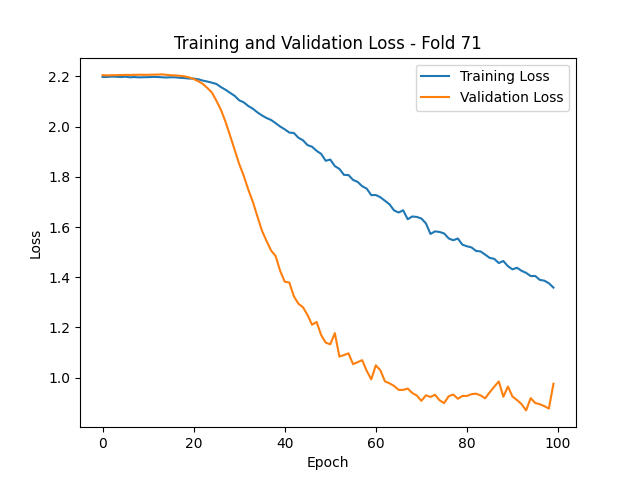 Training and Validation Loss - Fold 71
Training Loss
Validation Loss
2.2
2.0
1.8
1.6
1.4
1.2
1.0
Loss
0
20
40
60
80
100
Epoch